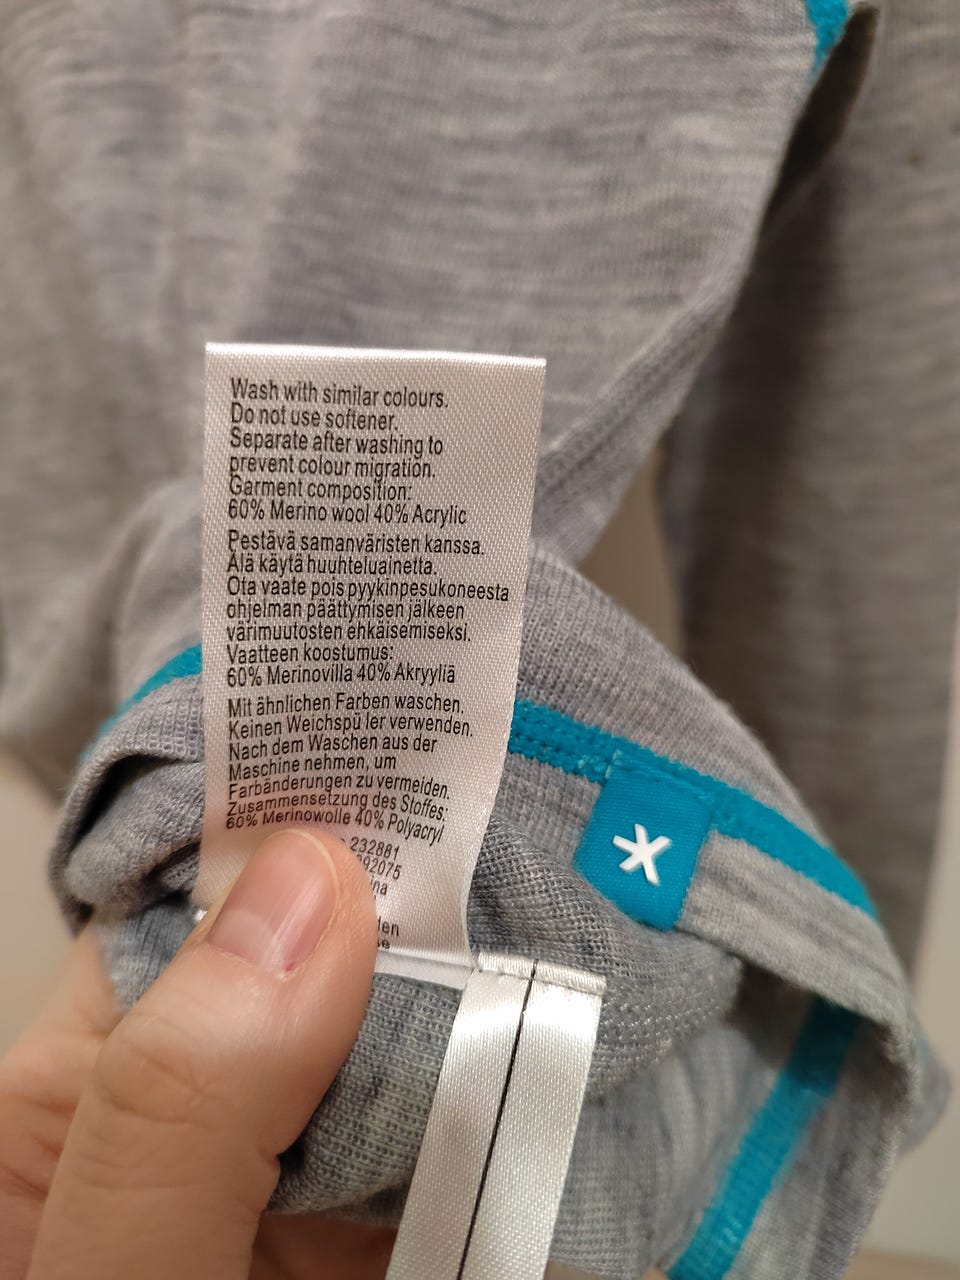 Wash with similar colours.
Do not use softener.
Separate after washing to
prevent colour migration.
Garment composition:
60% Merino wool 40% Acrylic
Pestävä samanväristen kanssa.
Älä käytä huuhteluainetta.
Ota vaate pois pyykinpesukoneesta
ohjelman päättymisen jälkeen
värimuutosten ehkäisemiseksi.
Vaatteen koostumus:
60% Merinovilla 40% Akryyliä
Mit ähnlichen Farben waschen.
Keinen Weichspü ler verwenden.
Nach dem Waschen aus der
Maschine nehmen, um
Farbänderungen zu vermeiden.
Zusammensetzung des Stoffes:
60% Merinowolle 40% Polyacryl
232881